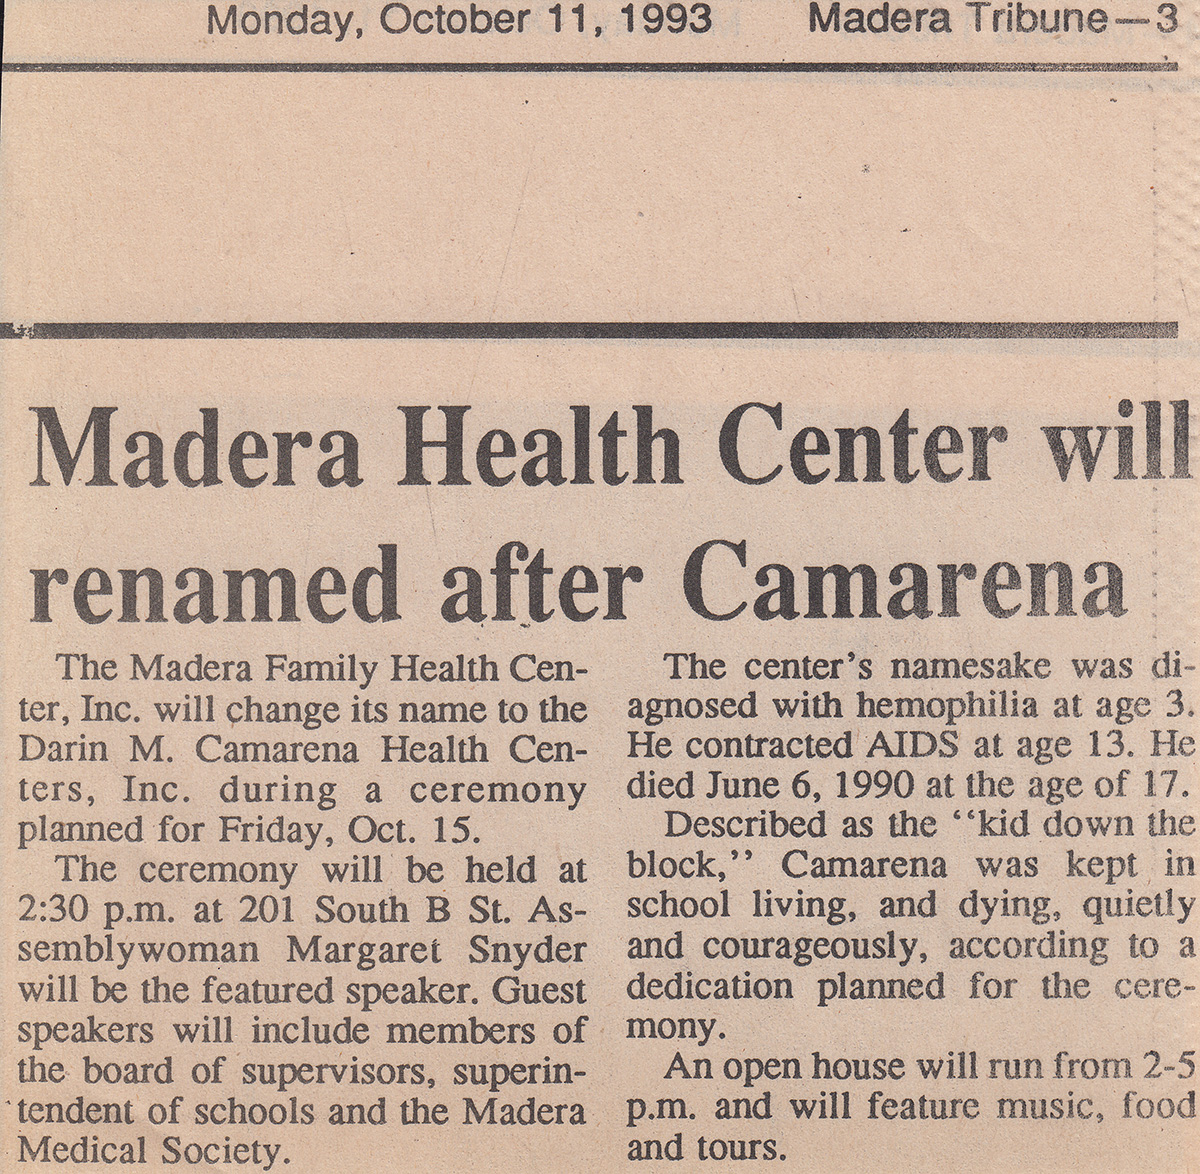 Monday, October 11, 1993 Madera Tribune—3
Madera Health Center will
renamed after Camarena
The Madera Family Health Cen-
ter, Inc. will change its name to the
Darin M. Camarena Health Cen-
ters, Inc. during a ceremony
planned for Friday, Oct. 15.
The ceremony will be held at
2:30 p.m. at 201 South B St. As-
semblywoman Margaret Snyder
will be the featured speaker. Guest
speakers will include members of
the board of supervisors, superin-
tendent of schools and the Madera
Medical Society.
The center's namesake was di-
agnosed with hemophilia at age 3.
He contracted AIDS at age 13. He
died June 6, 1990 at the age of 17.
Described as the ‘‘kid down the
block,’’ Camarena was kept in
school living, and dying, quietly
and courageously, according to a
dedication planned for the cere-
mony.
An open house will run from 2-5
p.m. and will feature music, food
and tours.